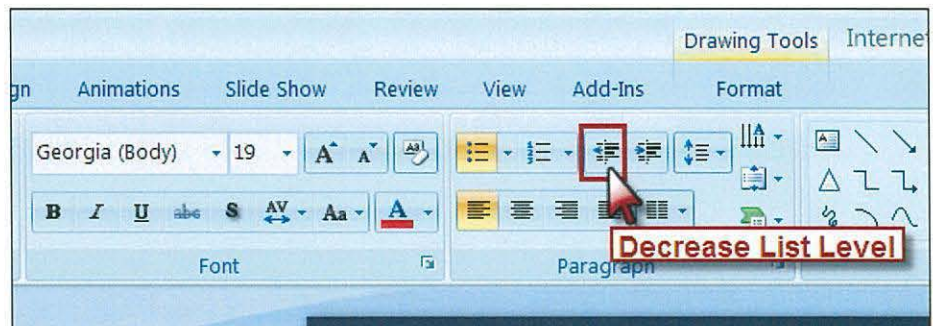 Drawing Tools Interne
gn Animations Slide Show Review View Add-Ins Format
Georgia (Body) 19 A A Aa
A
B I U abc S AV Aa A A
Decrease List Level
Font Paragraph